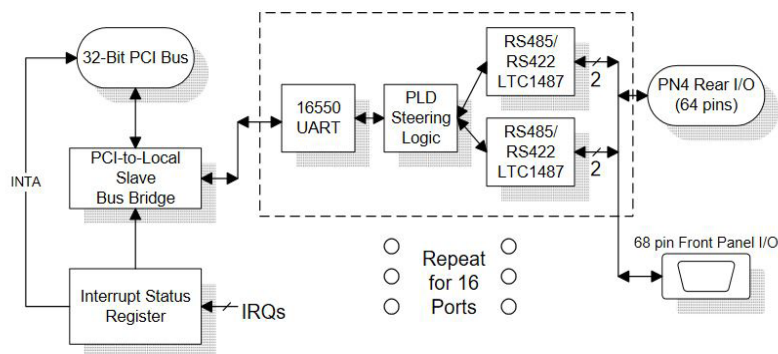 32-Bit PCI Bus
INTA
PCI-to-Local
Slave
Bus Bridge
Interrupt Status
Register
IRQs
16550
UART
PLD
Steering
Logic
RS485/
RS422
LTC1487
2
RS485/
RS422
LTC1487
2
PN4 Rear I/O
(64 pins)
68 pin Front Panel I/O
Repeat
for 16
Ports